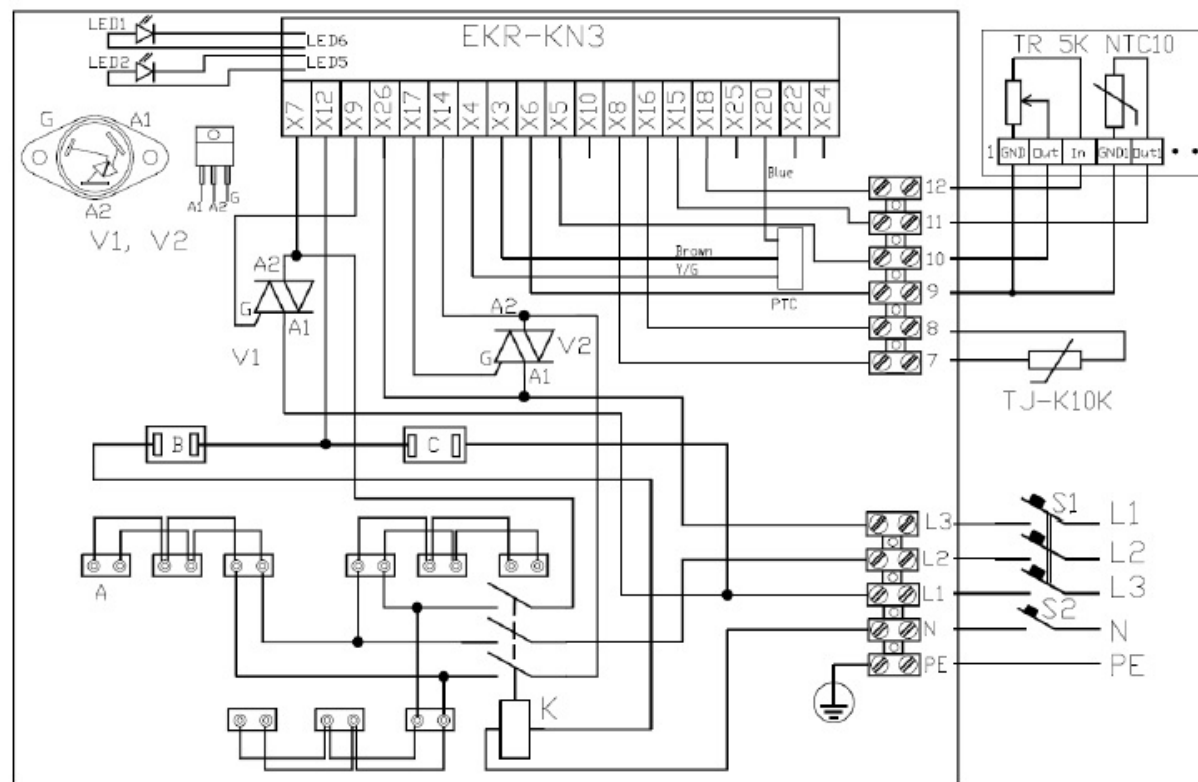 LED1
LED6
LED2
LED5
EKR-KN3
TR 5K NTC10
X7 X12 X9 X26 X17 X14 X4 X3 X6 X5 X10 X8 X16 X15 X18 X25 X20 X22 X24
1 GND Out In GND1 Out1
G A1
A2
A1 A2 G
V1, V2
Blue
12
11
Brown
10
Y/G
9
PTC
8
7
TJ-K10K
A2
G
A1
V1
A2
G
V2
A1
B
C
A
L3 S1 L1
L2 L2
L1 L3
S2
N N
PE PE
K